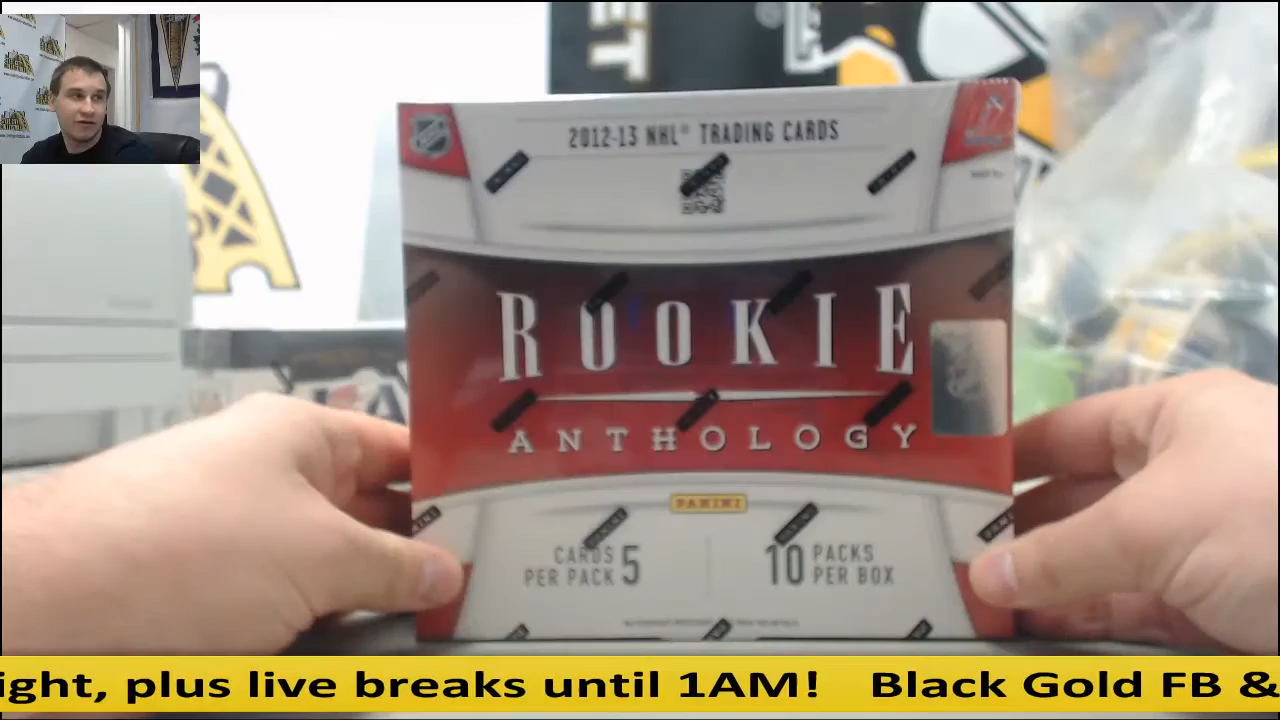 2012-13 NHL® TRADING CARDS
ROOKIE
ANTHOLOGY
PANINI
CARDS
PER PACK 5
10 PACKS
PER BOX
PANINI
ight, plus live breaks until 1AM! Black Gold FB &